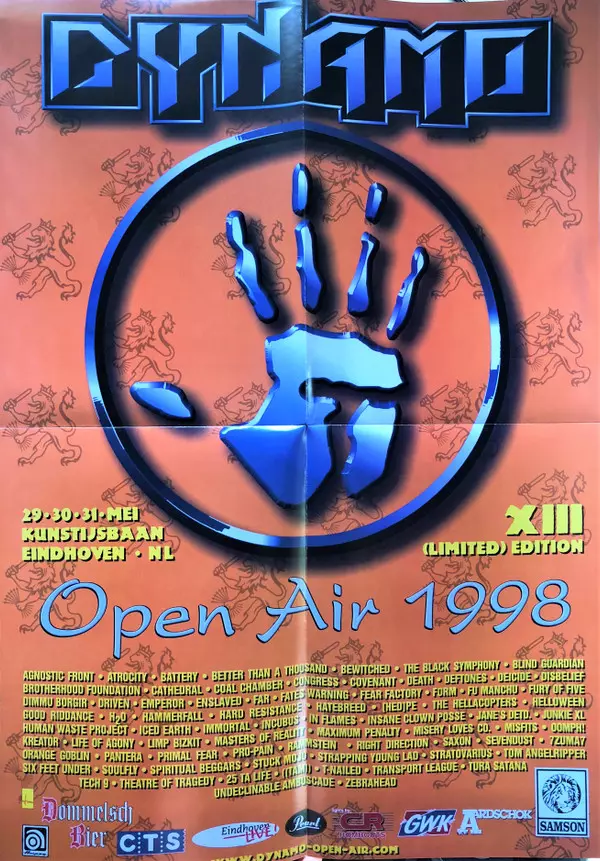 DYNAMO
29·30·31·MEI
KUNSTIJSBAAN
EINDHOVEN · NL
XIII
(LIMITED) EDITION
Open Air 1998
AGNOSTIC FRONT · ATROCITY · BATTERY · BETTER THAN A THOUSAND · BEWITCHED · THE BLACK SYMPHONY · BLIND GUARDIAN
BROTHERHOOD FOUNDATION · CATHEDRAL · COAL CHAMBER · CONGRESS · COVENANT · DEATH · DEFTONES · DEICIDE · DISBELIEF
DIMMU BORGIR · DRIVEN · EMPEROR · ENSLAVED · FAR · FATES WARNING · FEAR FACTORY · FORM · FU MANCHU · FURY OF FIVE
GOOD RIDDANCE · H2O · HAMMERFALL · HARD RESISTANCE · HATEBREED · (HED)PE · THE HELLACOPTERS · HELLOWEEN
HUMAN WASTE PROJECT · ICED EARTH · IMMORTAL · INCUBUS · IN FLAMES · INSANE CLOWN POSSE · JANE'S DETD. · JUNKIE XL
KREATOR · LIFE OF AGONY · LIMP BIZKIT · MASTERS OF REALITY · MAXIMUM PENALTY · MISERY LOVES CO. · MISFITS · OOMPH!
ORANGE GOBLIN · PANTERA · PRIMAL FEAR · PRO-PAIN · RAMMSTEIN · RIGHT DIRECTION · SAXON · SEVENDUST · 7ZUMA7
SIX FEET UNDER · SOULFLY · SPIRITUAL BEGGARS · STUCK MOJO · STRAPPING YOUNG LAD · STRATOVARIUS · TOM ANGELRIPPER
TECH 9 · THEATRE OF TRAGEDY · 25 TA LIFE · (TAMI) · T-NAILED · TRANSPORT LEAGUE · TURA SATANA
UNDECLINABLE AMBUSCADE · ZEBRAHEAD
Dommelsch
Bier
CTS
Eindhoven
LIVE!
Pearl
GWK
AARDSCHOK
SAMSON
WWW.DYNAMO-OPEN-AIR.COM